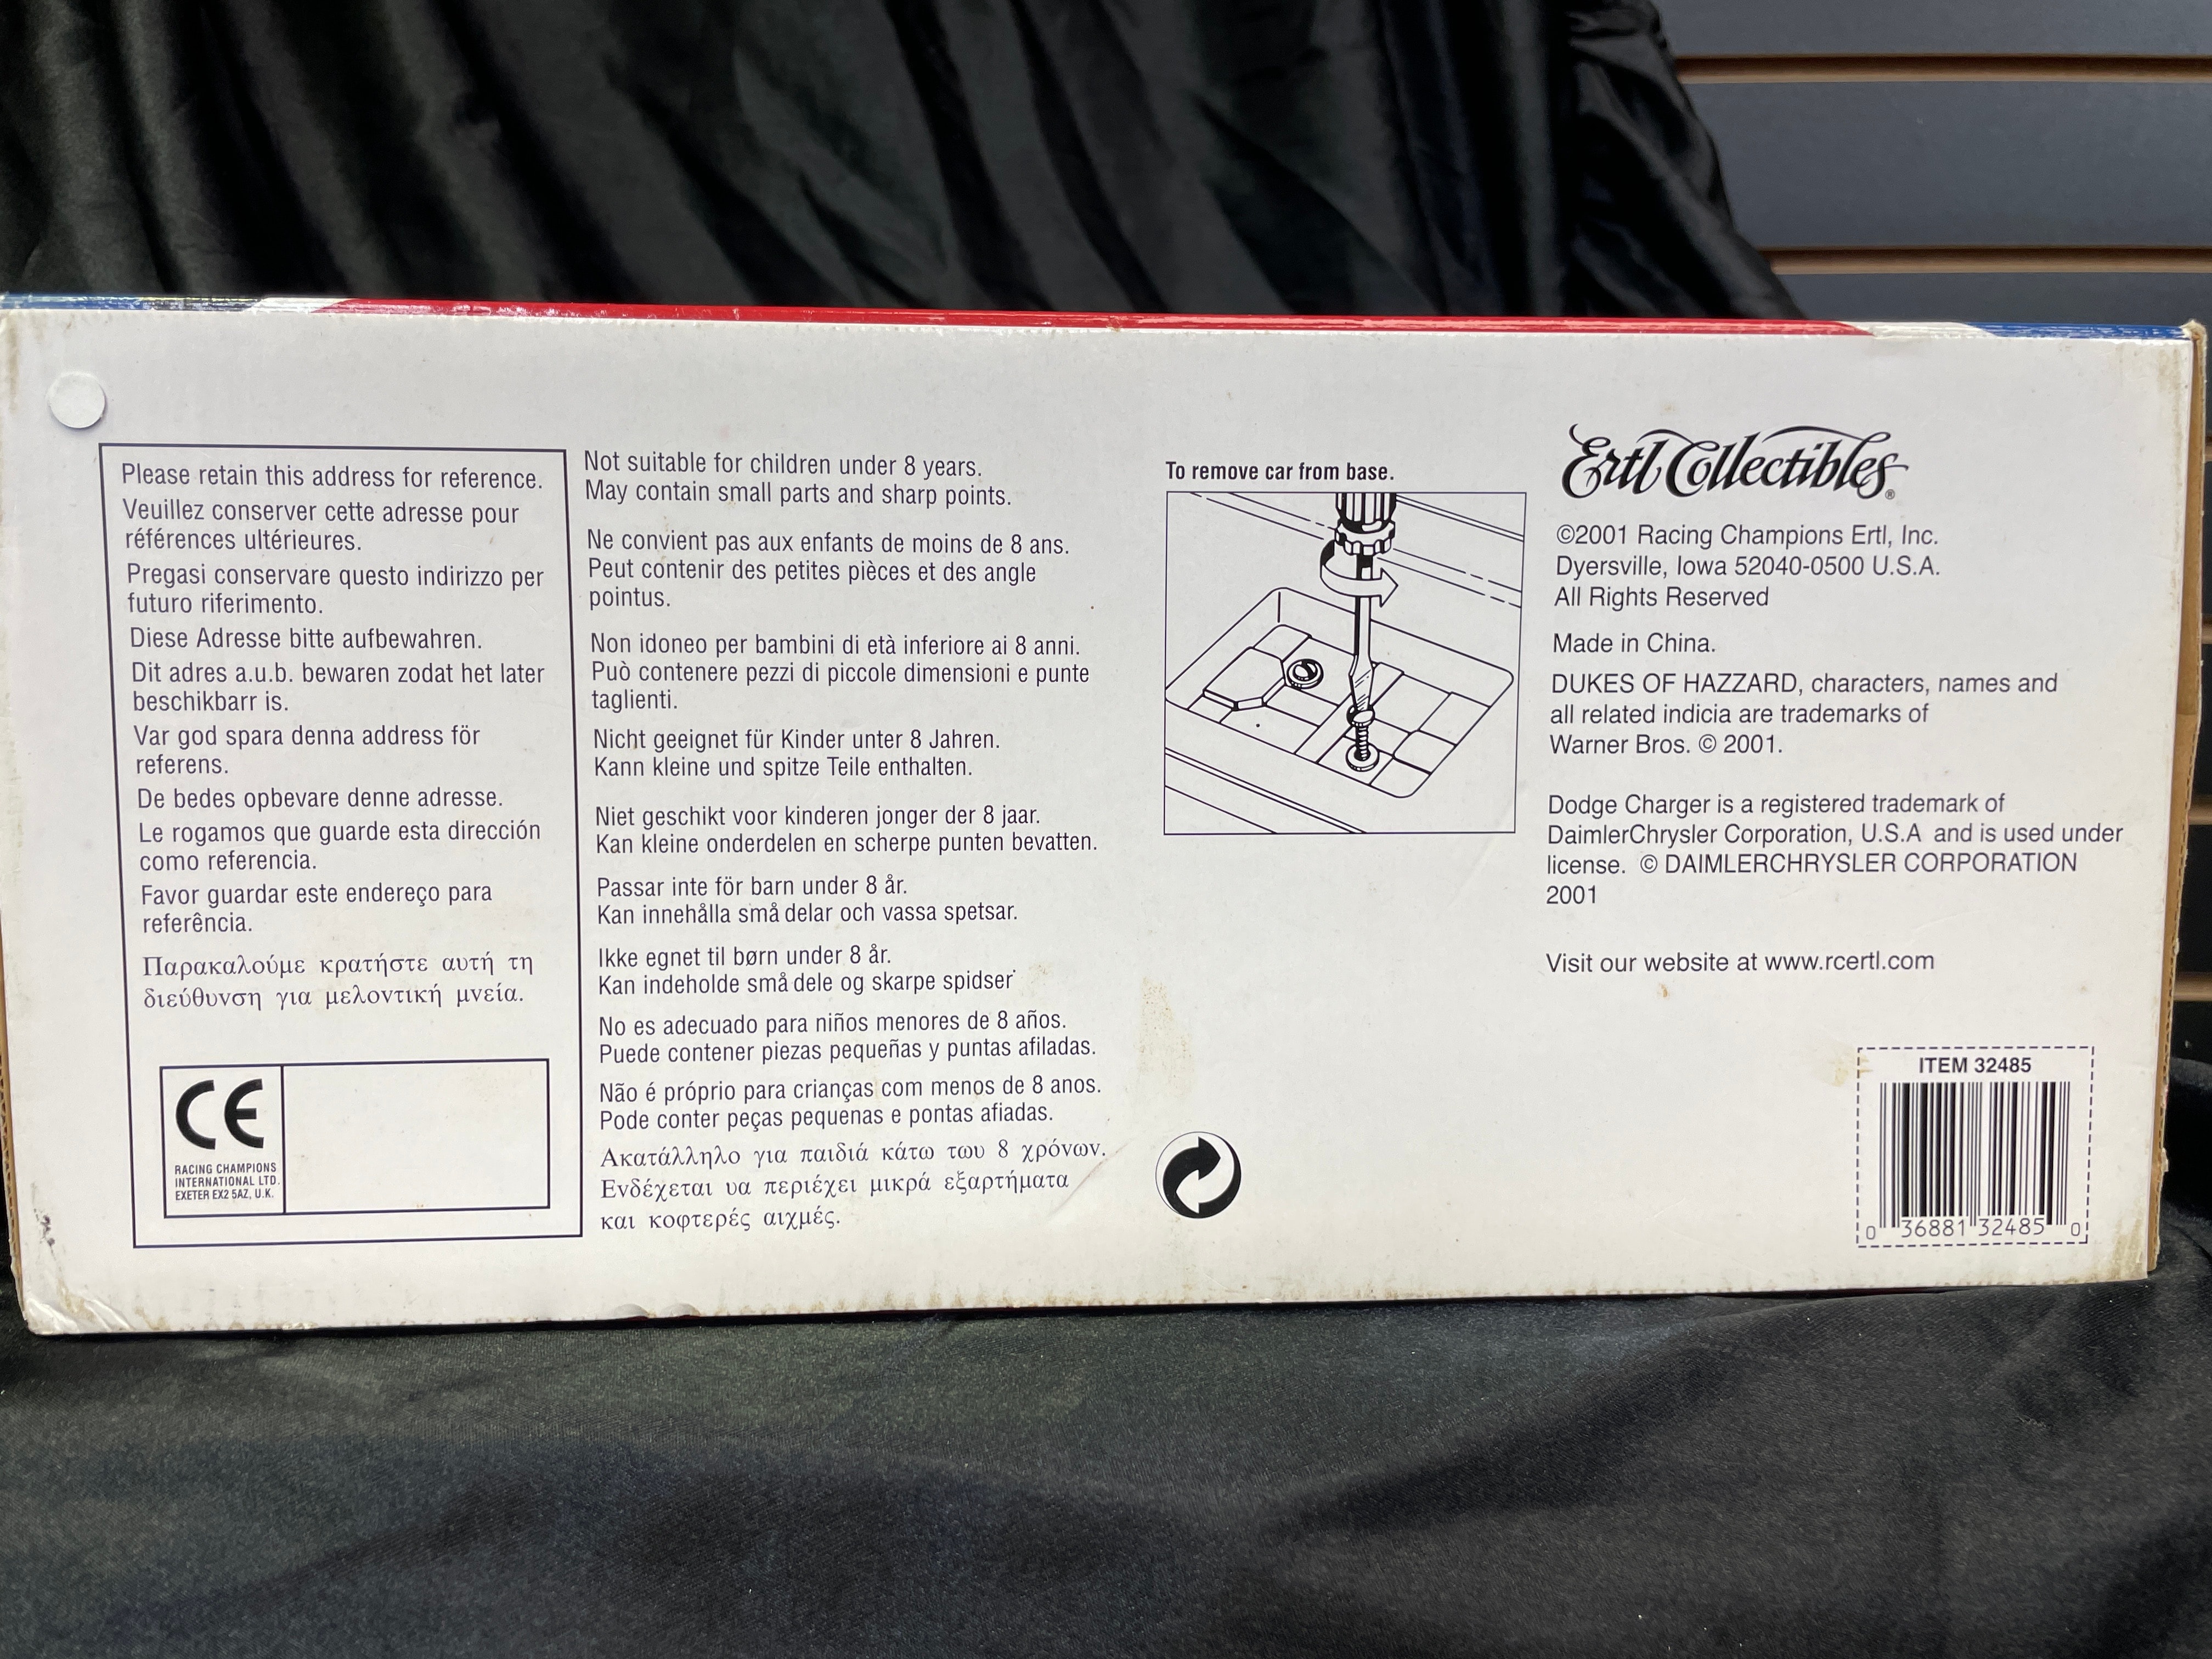 Please retain this address for reference.
Veuillez conserver cette adresse pour
références ultérieures.
Pregasi conservare questo indirizzo per
futuro riferimento.
Diese Adresse bitte aufbewahren.
Dit adres a.u.b. bewaren zodat het later
beschikbarr is.
Var god spara denna address för
referens.
De bedes opbevare denne adresse.
Le rogamos que guarde esta dirección
como referencia.
Favor guardar este endereço para
referência.
Παρακαλούμε κρατήστε αυτή τη
διεύθυνση για μελοντική μνεία.
CE
RACING CHAMPIONS
INTERNATIONAL LTD.
EXETER EX2 5AZ, U.K.
Not suitable for children under 8 years.
May contain small parts and sharp points.
Ne convient pas aux enfants de moins de 8 ans.
Peut contenir des petites pièces et des angle
pointus.
Non idoneo per bambini di età inferiore ai 8 anni.
Può contenere pezzi di piccole dimensioni e punte
taglienti.
Nicht geeignet für Kinder unter 8 Jahren.
Kann kleine und spitze Teile enthalten.
Niet geschikt voor kinderen jonger der 8 jaar.
Kan kleine onderdelen en scherpe punten bevatten.
Passar inte för barn under 8 år.
Kan innehålla små delar och vassa spetsar.
Ikke egnet til børn under 8 år.
Kan indeholde små dele og skarpe spidser
No es adecuado para niños menores de 8 años.
Puede contener piezas pequeñas y puntas afiladas.
Não é próprio para crianças com menos de 8 anos.
Pode conter peças pequenas e pontas afiadas.
Ακατάλληλο για παιδιά κάτω του 8 χρόνων.
Ενδέχεται υα περιέχει μικρά εξαρτήματα
και κοφτερές αιχμές.
To remove car from base.
Ertl Collectibles®
©2001 Racing Champions Ertl, Inc.
Dyersville, Iowa 52040-0500 U.S.A.
All Rights Reserved
Made in China.
DUKES OF HAZZARD, characters, names and
all related indicia are trademarks of
Warner Bros. © 2001.
Dodge Charger is a registered trademark of
DaimlerChrysler Corporation, U.S.A and is used under
license. © DAIMLERCHRYSLER CORPORATION
2001
Visit our website at www.rcertl.com
ITEM 32485
0 36881 32485 0